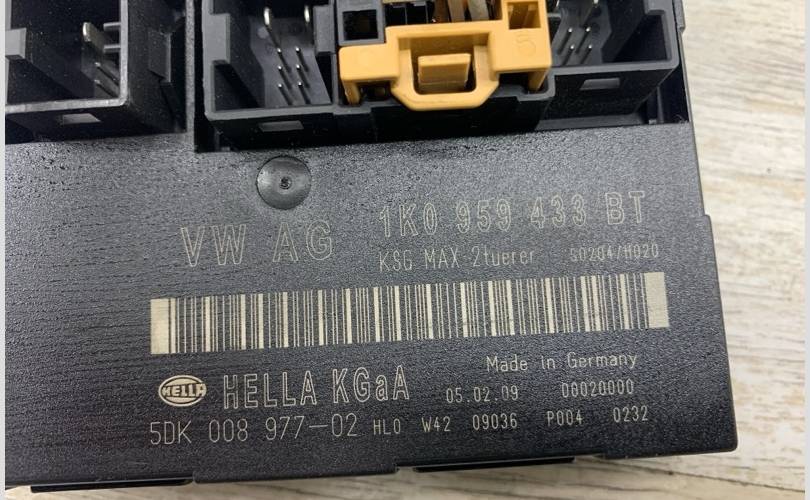 VW AG 1K0 959 433 BT
KSG MAX-2tuerer S0204/H020
Made in Germany
HELLA HELLA KGaA 05.02.09 00020000
5DK 008 977-02 HL0 W42 09036 P004 0232